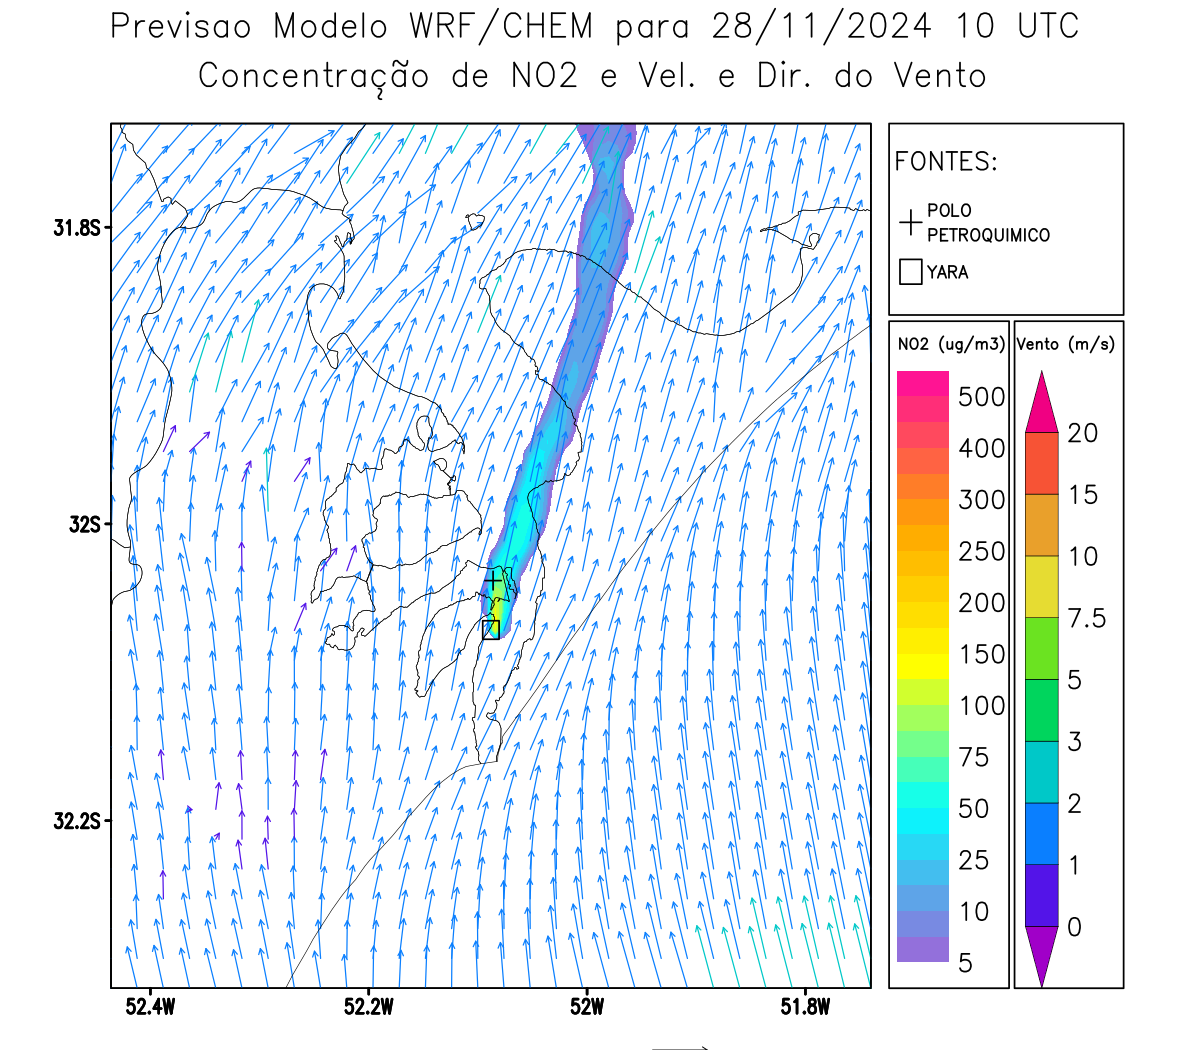 Previsao Modelo WRF/CHEM para 28/11/2024 10 UTC
Concentração de NO2 e Vel. e Dir. do Vento
FONTES:
POLO
PETROQUIMICO
YARA
NO2 (ug/m3)
500
400
300
250
200
150
100
75
50
25
10
5
Vento (m/s)
20
15
10
7.5
5
3
2
1
0
31.8S
32S
32.2S
52.4W
52.2W
52W
51.8W